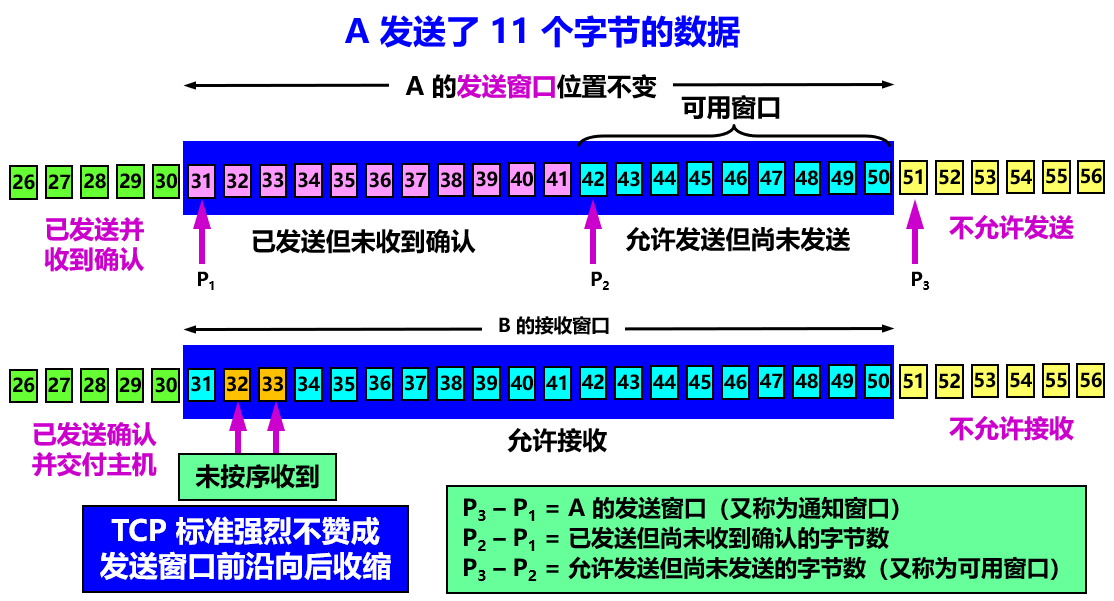 A 发送了 11 个字节的数据
A 的发送窗口位置不变
可用窗口
26 27 28 29 30 31 32 33 34 35 36 37 38 39 40 41 42 43 44 45 46 47 48 49 50 51 52 53 54 55 56
已发送并
收到确认
已发送但未收到确认
允许发送但尚未发送
不允许发送
P1
P2
P3
B 的接收窗口
26 27 28 29 30 31 32 33 34 35 36 37 38 39 40 41 42 43 44 45 46 47 48 49 50 51 52 53 54 55 56
已发送确认
并交付主机
允许接收
不允许接收
未按序收到
TCP 标准强烈不赞成
发送窗口前沿向后收缩
P3 – P1 = A 的发送窗口（又称为通知窗口）
P2 – P1 = 已发送但尚未收到确认的字节数
P3 – P2 = 允许发送但尚未发送的字节数（又称为可用窗口）